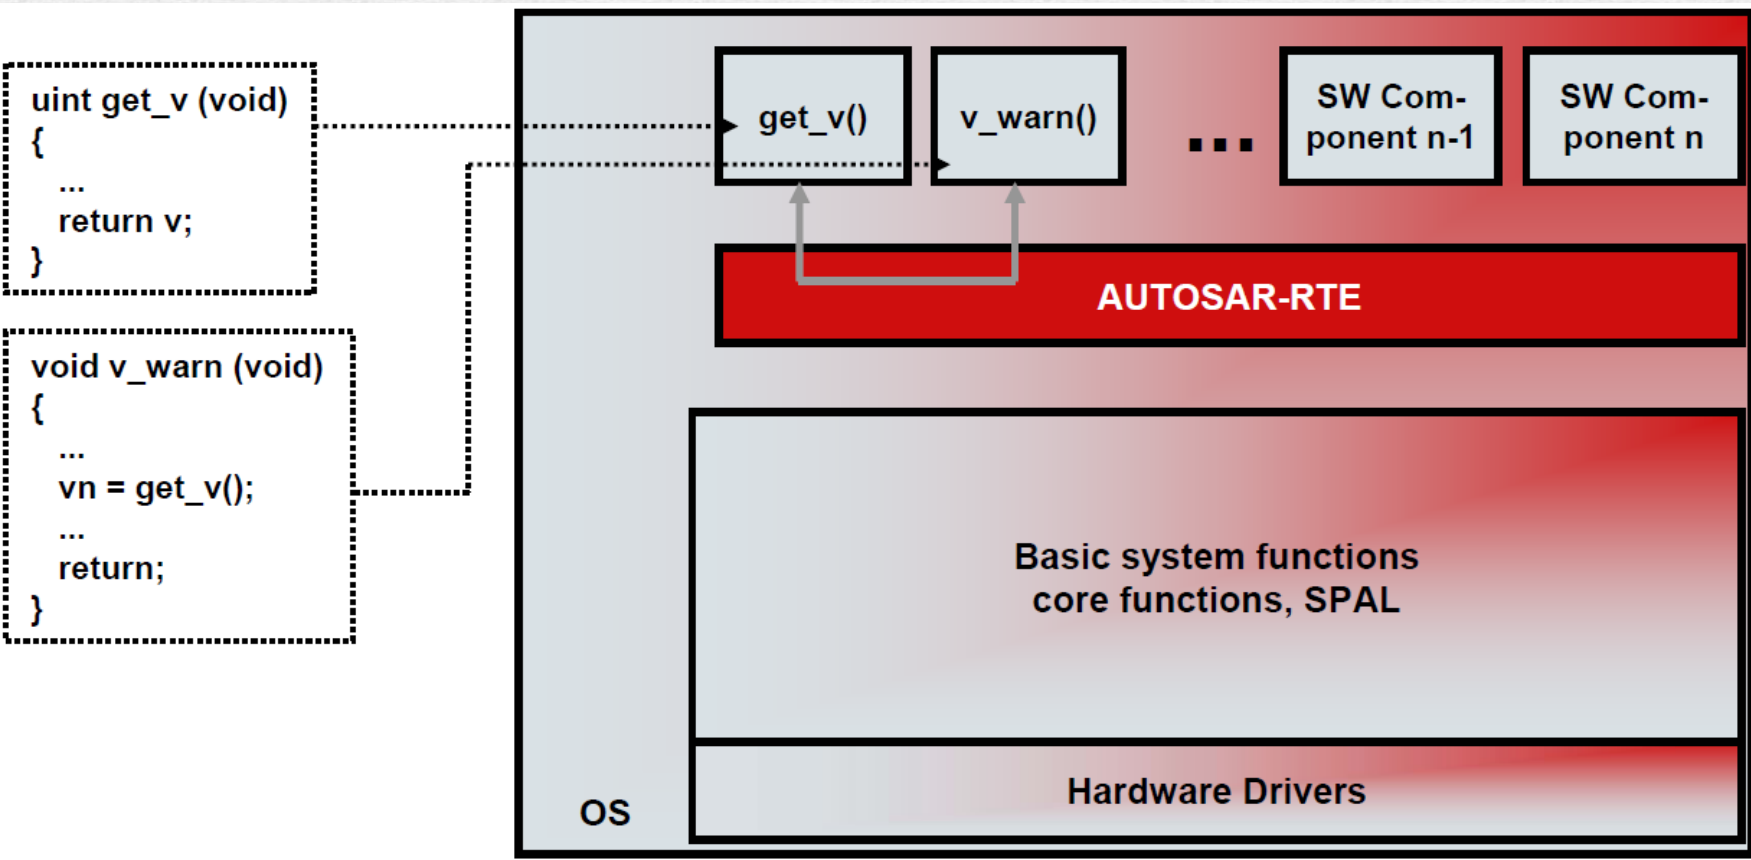 uint get_v (void)
{
...
return v;
}
void v_warn (void)
{
...
vn = get_v();
...
return;
}
get_v()
v_warn()
...
SW Com-
ponent n-1
SW Com-
ponent n
AUTOSAR-RTE
Basic system functions
core functions, SPAL
Hardware Drivers
OS